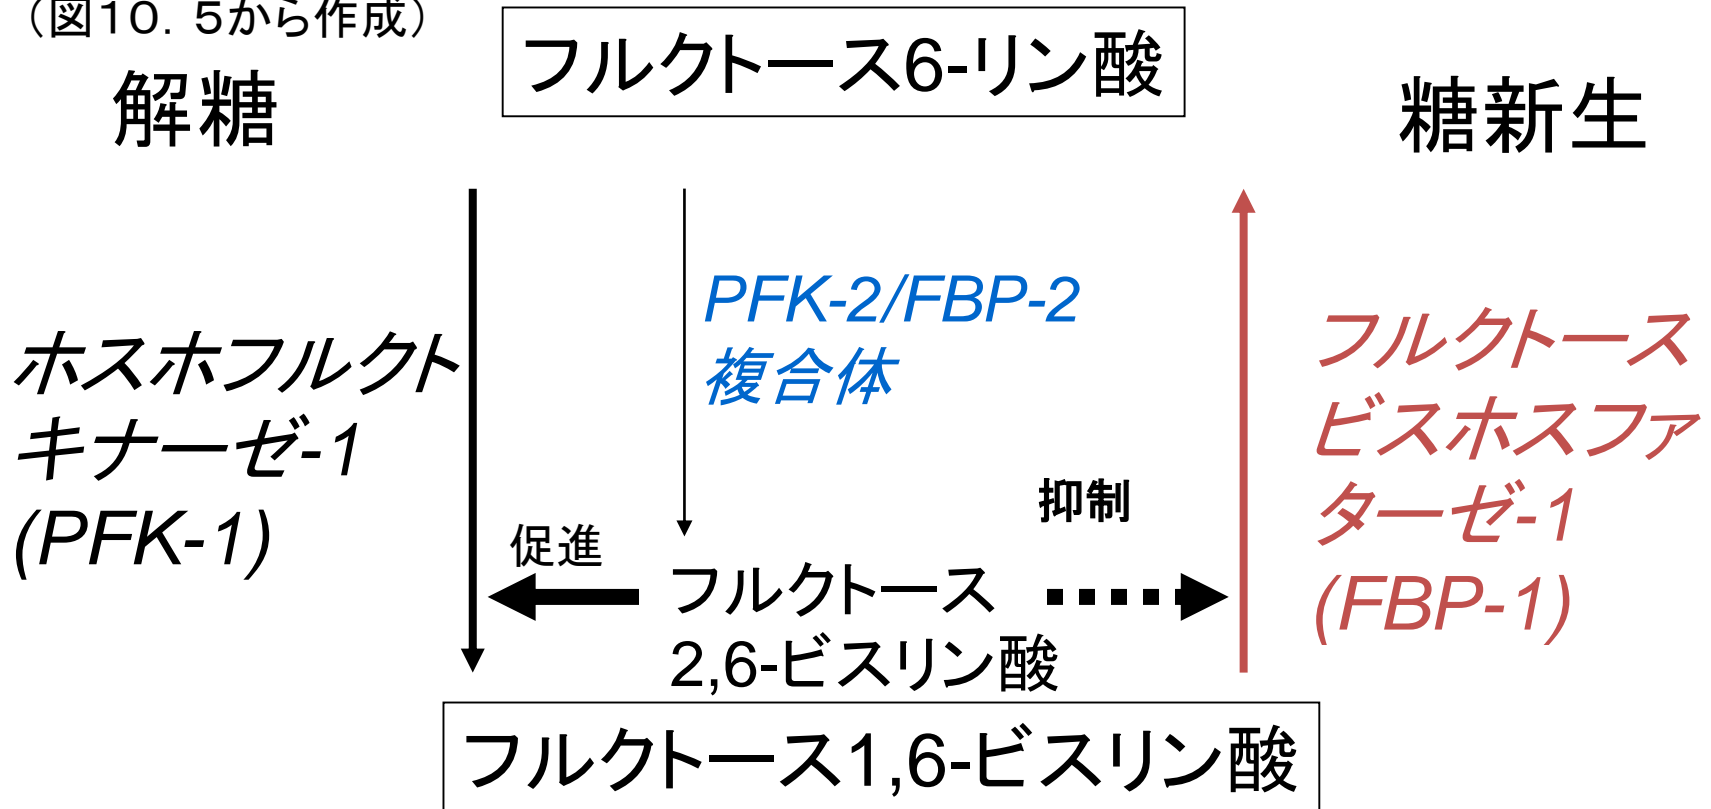 （図１０．５から作成）
フルクトース6-リン酸
解糖
糖新生
PFK-2/FBP-2
複合体
ホスホフルクト
キナーゼ-1
(PFK-1)
フルクトース
ビスホスファ
ターゼ-1
(FBP-1)
抑制
促進
フルクトース
2,6-ビスリン酸
フルクトース1,6-ビスリン酸